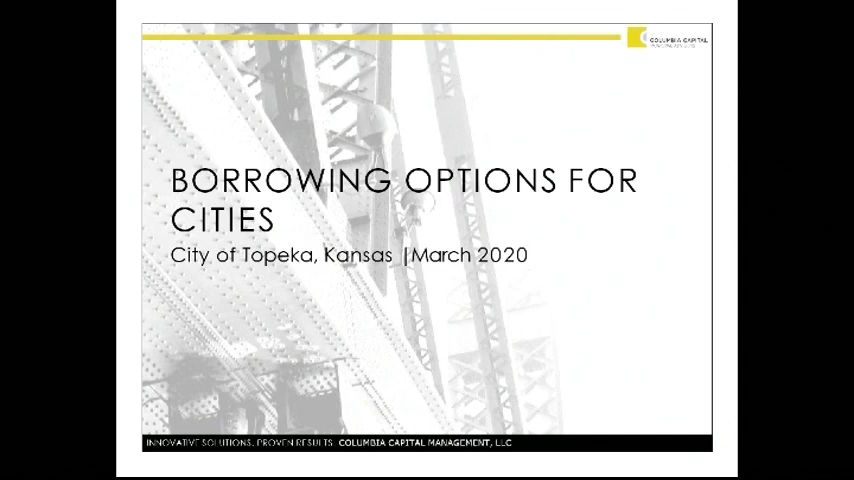 COLUMBIA CAPITAL
BORROWING OPTIONS FOR
CITIES
City of Topeka, Kansas |March 2020
INNOVATIVE SOLUTIONS. PROVEN RESULTS. COLUMBIA CAPITAL MANAGEMENT, LLC